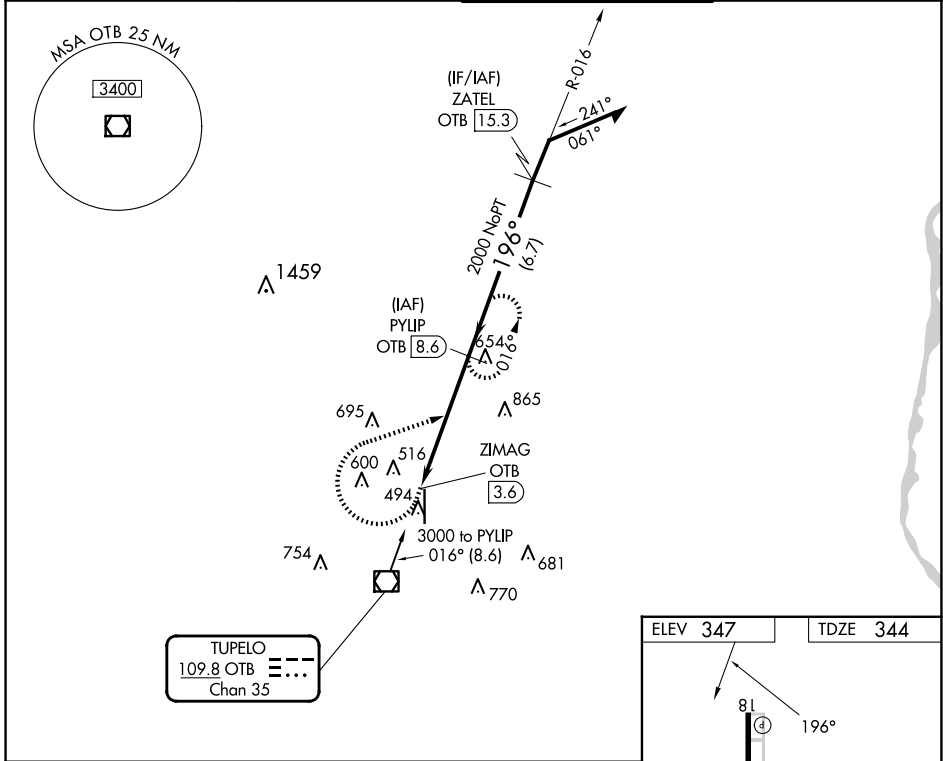 MSA OTB 25 NM
3400
(IF/IAF)
ZATEL
OTB 15.3
R-016
241°
061°
2000 NoPT
196°
(6.7)
1459
(IAF)
PYLIP
OTB 8.6
654
016°
865
695
516
600
494
ZIMAG
OTB
3.6
3000 to PYLIP
016° (8.6)
754
681
770
TUPELO
109.8 OTB
Chan 35
ELEV 347
TDZE 344
196°
18
P